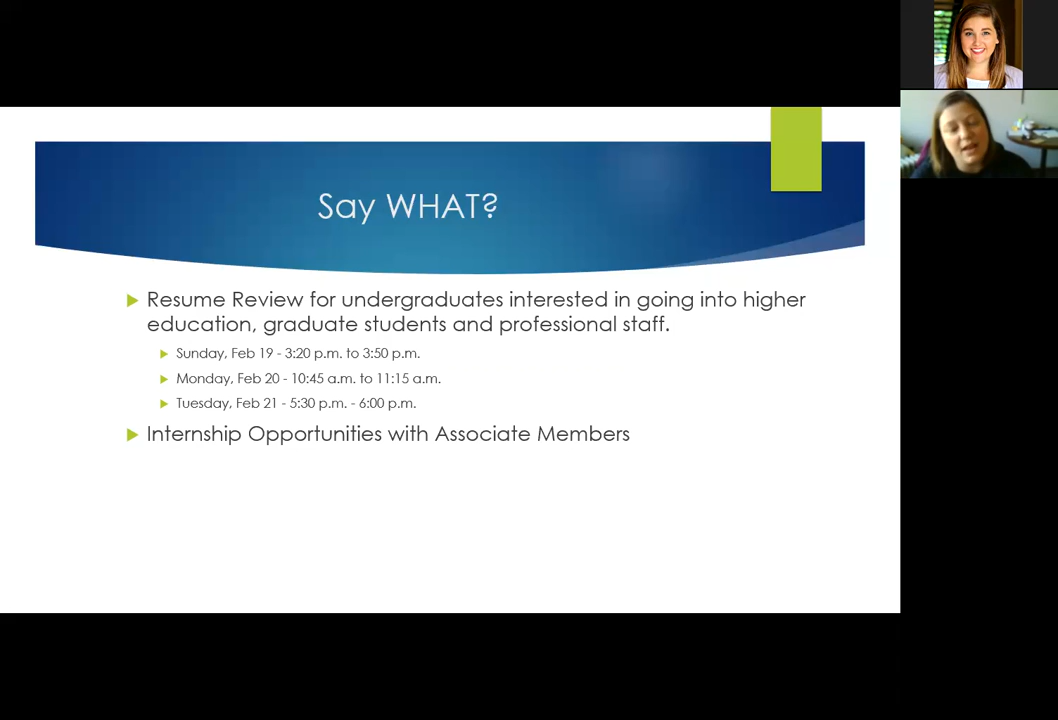 Say WHAT?
Resume Review for undergraduates interested in going into higher
education, graduate students and professional staff.
Sunday, Feb 19 - 3:20 p.m. to 3:50 p.m.
Monday, Feb 20 - 10:45 a.m. to 11:15 a.m.
Tuesday, Feb 21 - 5:30 p.m. - 6:00 p.m.
Internship Opportunities with Associate Members